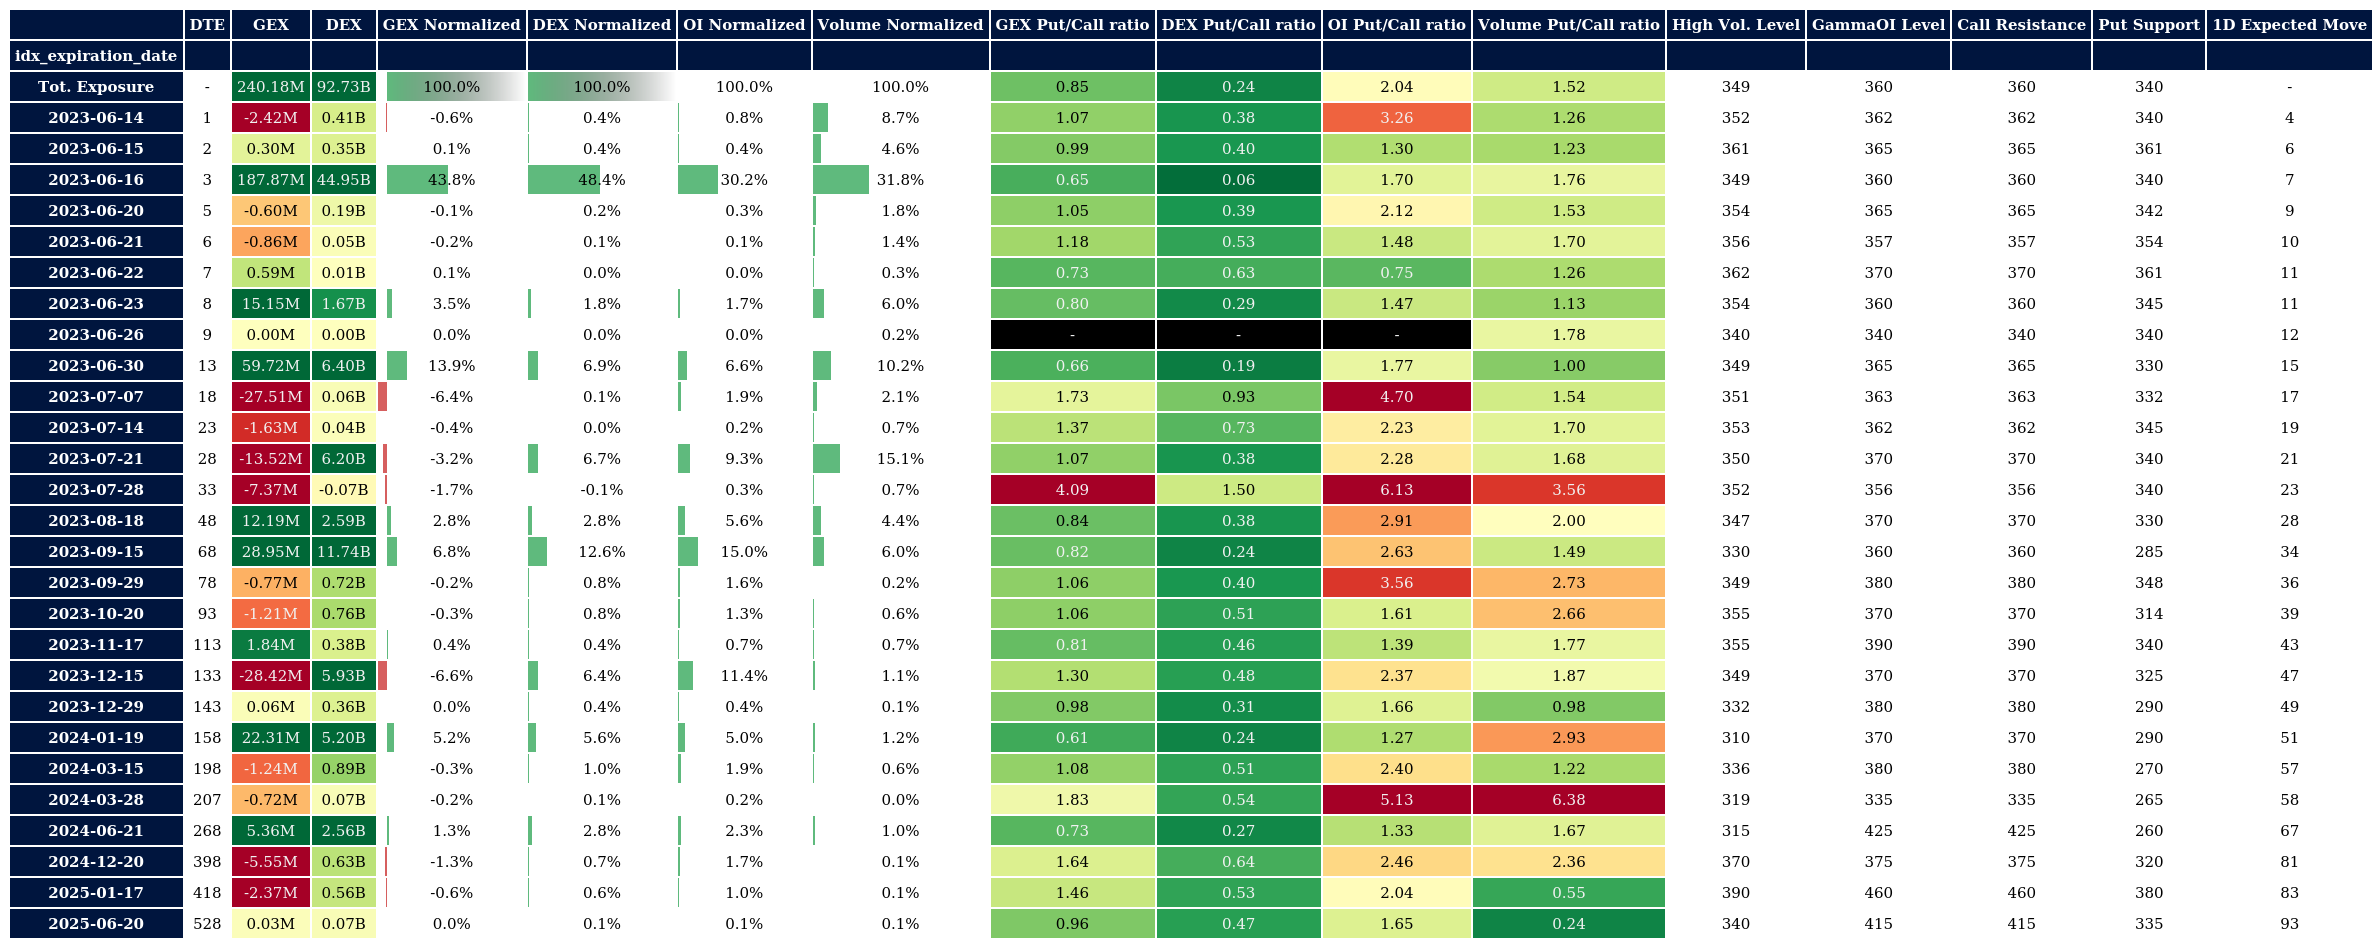 DTE GEX DEX GEX Normalized DEX Normalized OI Normalized Volume Normalized GEX Put/Call ratio DEX Put/Call ratio OI Put/Call ratio Volume Put/Call ratio High Vol. Level GammaOI Level Call Resistance Put Support 1D Expected Move
idx_expiration_date
Tot. Exposure - 240.18M 92.73B 100.0% 100.0% 100.0% 100.0% 0.85 0.24 2.04 1.52 349 360 360 340 -
2023-06-14 1 -2.42M 0.41B -0.6% 0.4% 0.8% 8.7% 1.07 0.38 3.26 1.26 352 362 362 340 4
2023-06-15 2 0.30M 0.35B 0.1% 0.4% 0.4% 4.6% 0.99 0.40 1.30 1.23 361 365 365 361 6
2023-06-16 3 187.87M 44.95B 43.8% 48.4% 30.2% 31.8% 0.65 0.06 1.70 1.76 349 360 360 340 7
2023-06-20 5 -0.60M 0.19B -0.1% 0.2% 0.3% 1.8% 1.05 0.39 2.12 1.53 354 365 365 342 9
2023-06-21 6 -0.86M 0.05B -0.2% 0.1% 0.1% 1.4% 1.18 0.53 1.48 1.70 356 357 357 354 10
2023-06-22 7 0.59M 0.01B 0.1% 0.0% 0.0% 0.3% 0.73 0.63 0.75 1.26 362 370 370 361 11
2023-06-23 8 15.15M 1.67B 3.5% 1.8% 1.7% 6.0% 0.80 0.29 1.47 1.13 354 360 360 345 11
2023-06-26 9 0.00M 0.00B 0.0% 0.0% 0.0% 0.2% - - - 1.78 340 340 340 340 12
2023-06-30 13 59.72M 6.40B 13.9% 6.9% 6.6% 10.2% 0.66 0.19 1.77 1.00 349 365 365 330 15
2023-07-07 18 -27.51M 0.06B -6.4% 0.1% 1.9% 2.1% 1.73 0.93 4.70 1.54 351 363 363 332 17
2023-07-14 23 -1.63M 0.04B -0.4% 0.0% 0.2% 0.7% 1.37 0.73 2.23 1.70 353 362 362 345 19
2023-07-21 28 -13.52M 6.20B -3.2% 6.7% 9.3% 15.1% 1.07 0.38 2.28 1.68 350 370 370 340 21
2023-07-28 33 -7.37M -0.07B -1.7% -0.1% 0.3% 0.7% 4.09 1.50 6.13 3.56 352 356 356 340 23
2023-08-18 48 12.19M 2.59B 2.8% 2.8% 5.6% 4.4% 0.84 0.38 2.91 2.00 347 370 370 330 28
2023-09-15 68 28.95M 11.74B 6.8% 12.6% 15.0% 6.0% 0.82 0.24 2.63 1.49 330 360 360 285 34
2023-09-29 78 -0.77M 0.72B -0.2% 0.8% 1.6% 0.2% 1.06 0.40 3.56 2.73 349 380 380 348 36
2023-10-20 93 -1.21M 0.76B -0.3% 0.8% 1.3% 0.6% 1.06 0.51 1.61 2.66 355 370 370 314 39
2023-11-17 113 1.84M 0.38B 0.4% 0.4% 0.7% 0.7% 0.81 0.46 1.39 1.77 355 390 390 340 43
2023-12-15 133 -28.42M 5.93B -6.6% 6.4% 11.4% 1.1% 1.30 0.48 2.37 1.87 349 370 370 325 47
2023-12-29 143 0.06M 0.36B 0.0% 0.4% 0.4% 0.1% 0.98 0.31 1.66 0.98 332 380 380 290 49
2024-01-19 158 22.31M 5.20B 5.2% 5.6% 5.0% 1.2% 0.61 0.24 1.27 2.93 310 370 370 290 51
2024-03-15 198 -1.24M 0.89B -0.3% 1.0% 1.9% 0.6% 1.08 0.51 2.40 1.22 336 380 380 270 57
2024-03-28 207 -0.72M 0.07B -0.2% 0.1% 0.2% 0.0% 1.83 0.54 5.13 6.38 319 335 335 265 58
2024-06-21 268 5.36M 2.56B 1.3% 2.8% 2.3% 1.0% 0.73 0.27 1.33 1.67 315 425 425 260 67
2024-12-20 398 -5.55M 0.63B -1.3% 0.7% 1.7% 0.1% 1.64 0.64 2.46 2.36 370 375 375 320 81
2025-01-17 418 -2.37M 0.56B -0.6% 0.6% 1.0% 0.1% 1.46 0.53 2.04 0.55 390 460 460 380 83
2025-06-20 528 0.03M 0.07B 0.0% 0.1% 0.1% 0.1% 0.96 0.47 1.65 0.24 340 415 415 335 93